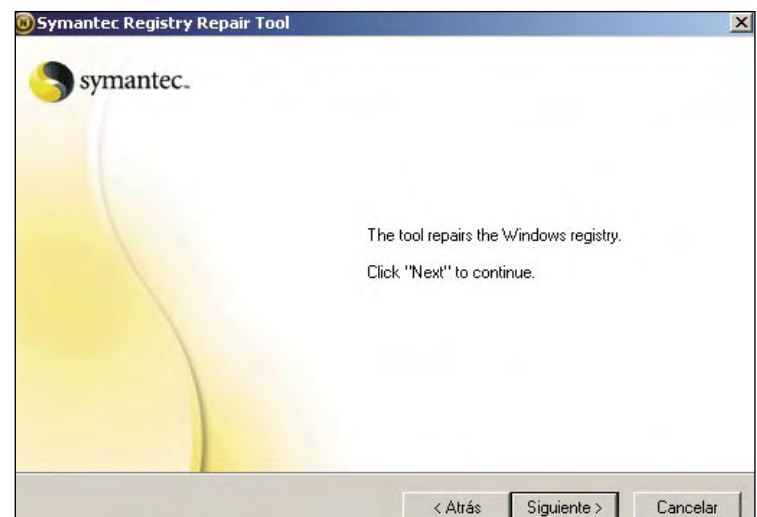 Symantec Registry Repair Tool
symantec.
The tool repairs the Windows registry.
Click "Next" to continue.
< Atrás
Siguiente >
Cancelar